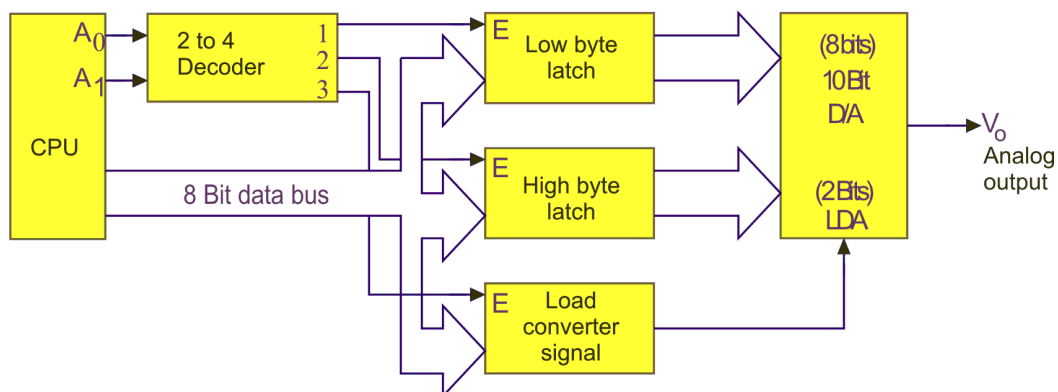 A0
A1
CPU
2 to 4
Decoder
1
2
3
8 Bit data bus
E
Low byte
latch
E
High byte
latch
E
Load
converter
signal
(8bits)
10Bit
D/A
(2Bits)
LDA
Vo
Analog
output